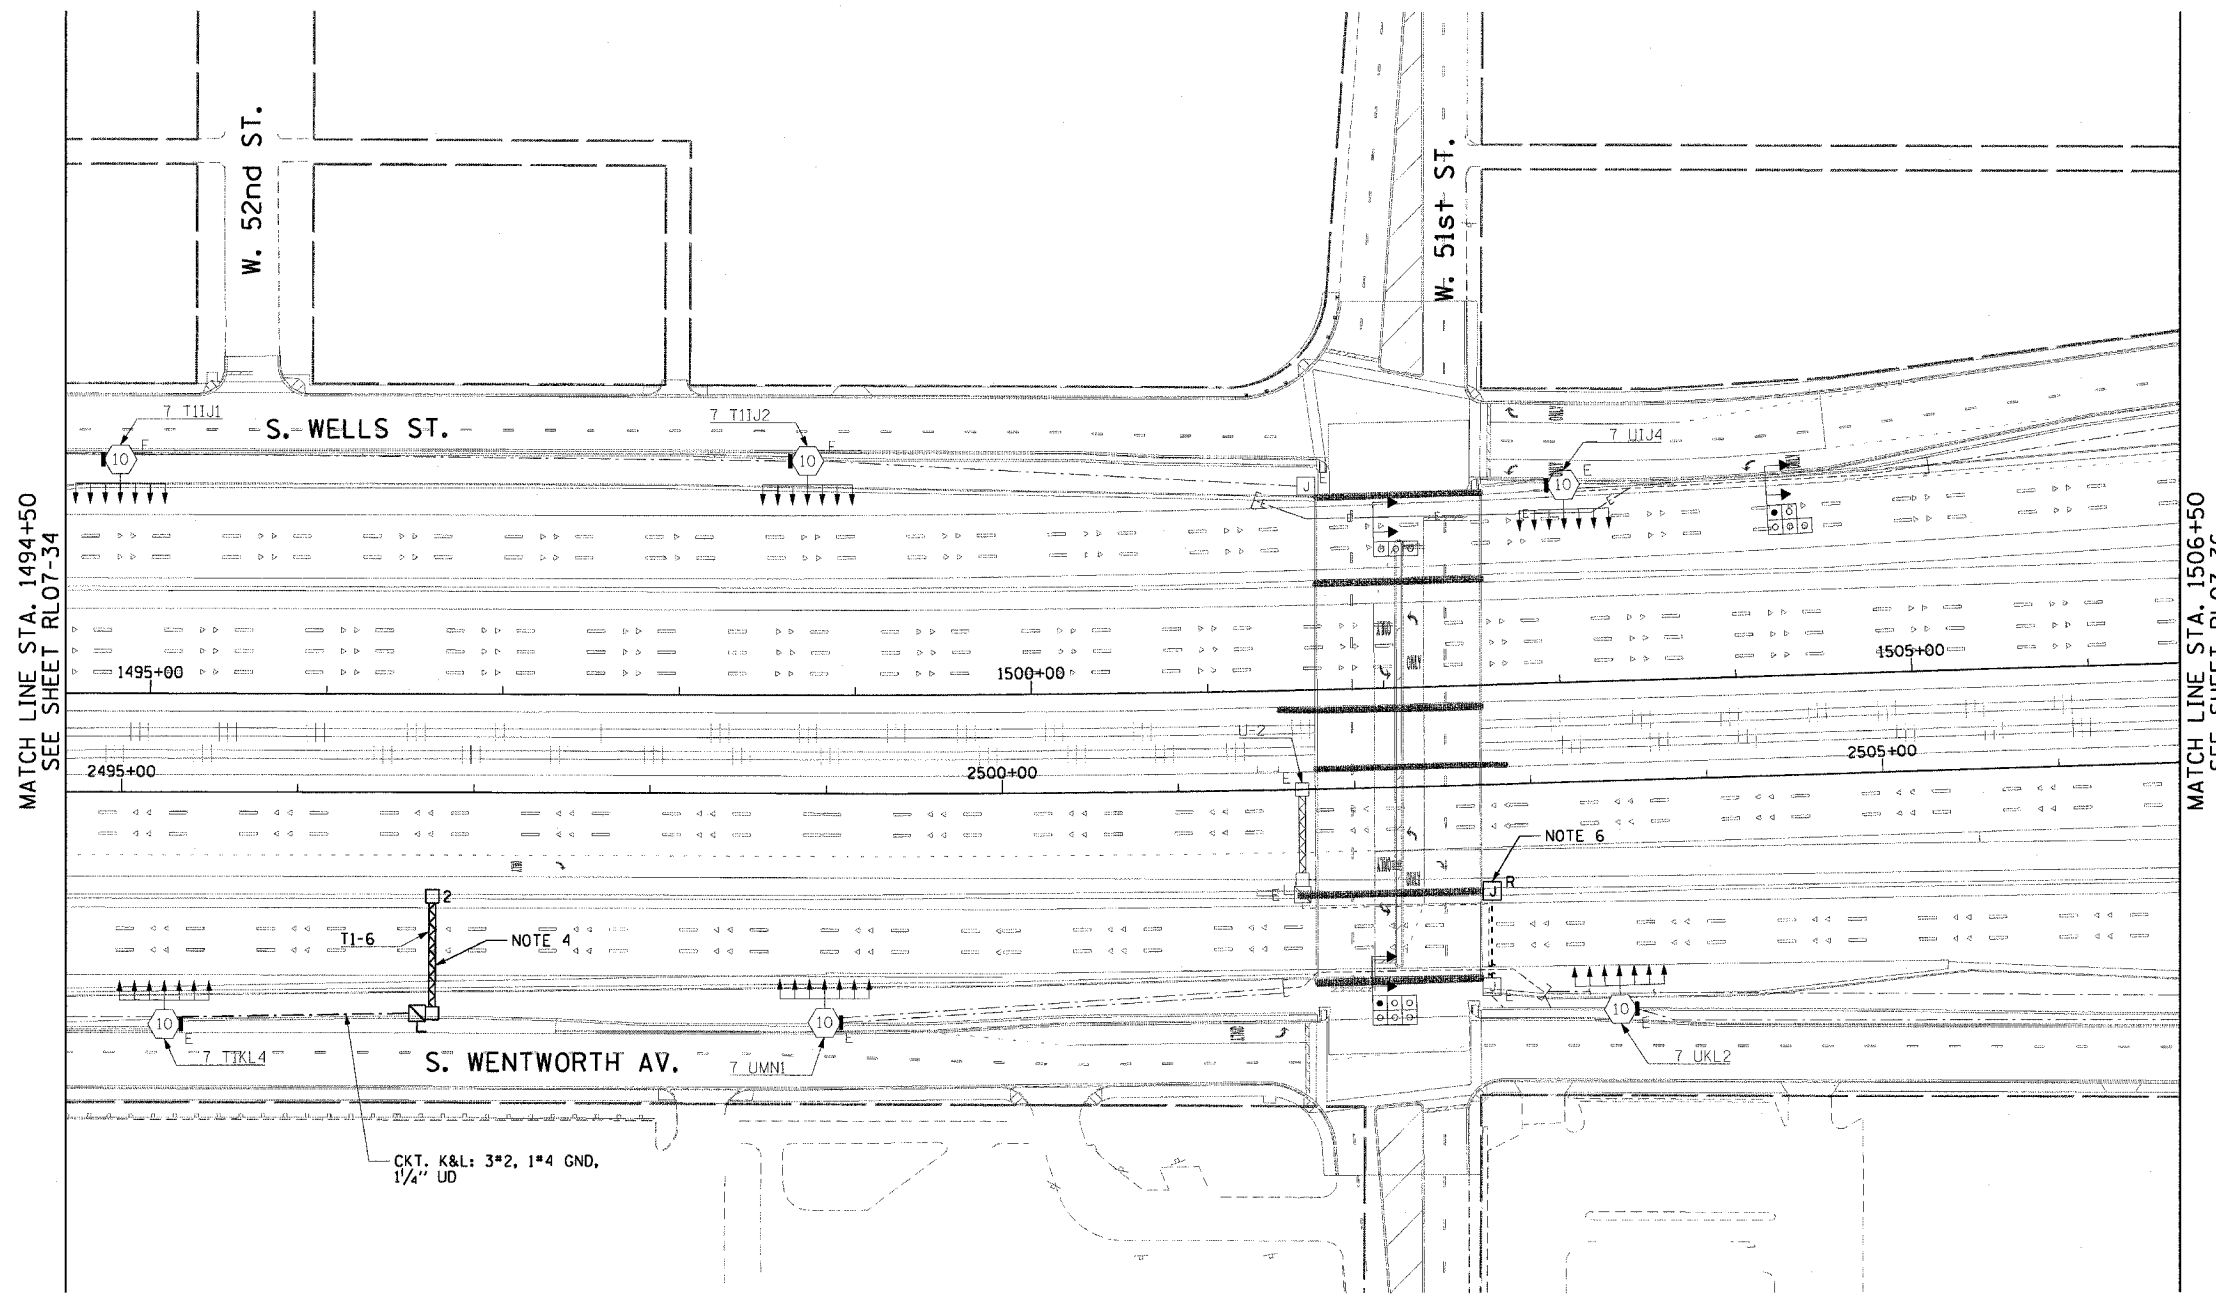 W. 52nd ST.
W. 51st ST.
7 T1IJ1
S. WELLS ST.
7 T1IJ2
7 UIJ4
10
E
10
E
10
E
J
E
E
E
E
E
MATCH LINE STA. 1494+50
SEE SHEET RL07-34
MATCH LINE STA. 1506+50
1495+00
1500+00
1505+00
2495+00
2500+00
2505+00
U-2
E
NOTE 6
J
R
E
2
T1-6
NOTE 4
10
E
L
10
E
10
E
7 T1KL4
S. WENTWORTH AV.
7 UMN1
7 UKL2
CKT. K&L: 3#2, 1#4 GND,
1 1/4" UD